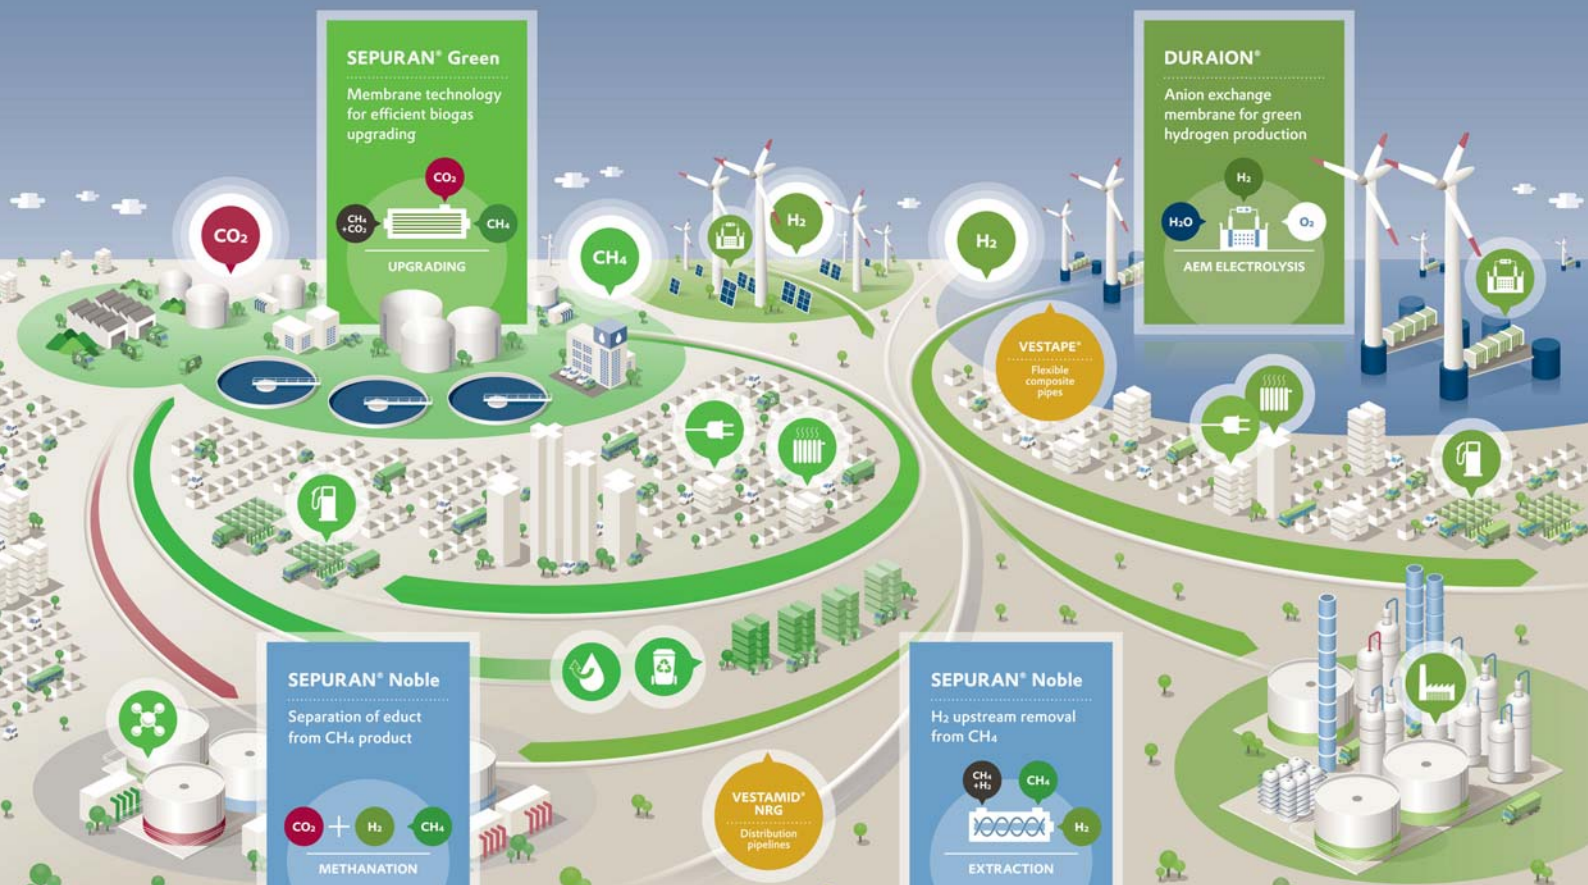 SEPURAN® Green
Membrane technology
for efficient biogas
upgrading
CO₂
CH₄
+CO₂
CH₄
UPGRADING
DURAION®
Anion exchange
membrane for green
hydrogen production
H₂
H₂O
O₂
AEM ELECTROLYSIS
CO₂
CH₄
H₂
H₂
VESTAPE®
Flexible
composite
pipes
SEPURAN® Noble
Separation of educt
from CH₄ product
CO₂ + H₂ CH₄
METHANATION
VESTAMID®
NRG
Distribution
pipelines
SEPURAN® Noble
H₂ upstream removal
from CH₄
CH₄
+H₂
CH₄
H₂
EXTRACTION